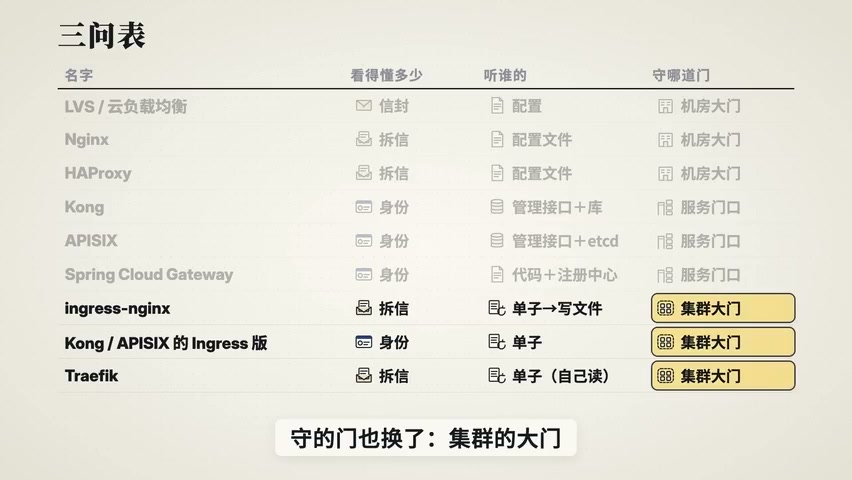 三问表
名字 看得懂多少 听谁的 守哪道门
LVS / 云负载均衡 信封 配置 机房大门
Nginx 拆信 配置文件 机房大门
HAProxy 拆信 配置文件 机房大门
Kong 身份 管理接口＋库 服务门口
APISIX 身份 管理接口＋etcd 服务门口
Spring Cloud Gateway 身份 代码＋注册中心 服务门口
ingress-nginx 拆信 单子→写文件 集群大门
Kong / APISIX 的 Ingress 版 身份 单子 集群大门
Traefik 拆信 单子（自己读） 集群大门
守的门也换了：集群的大门